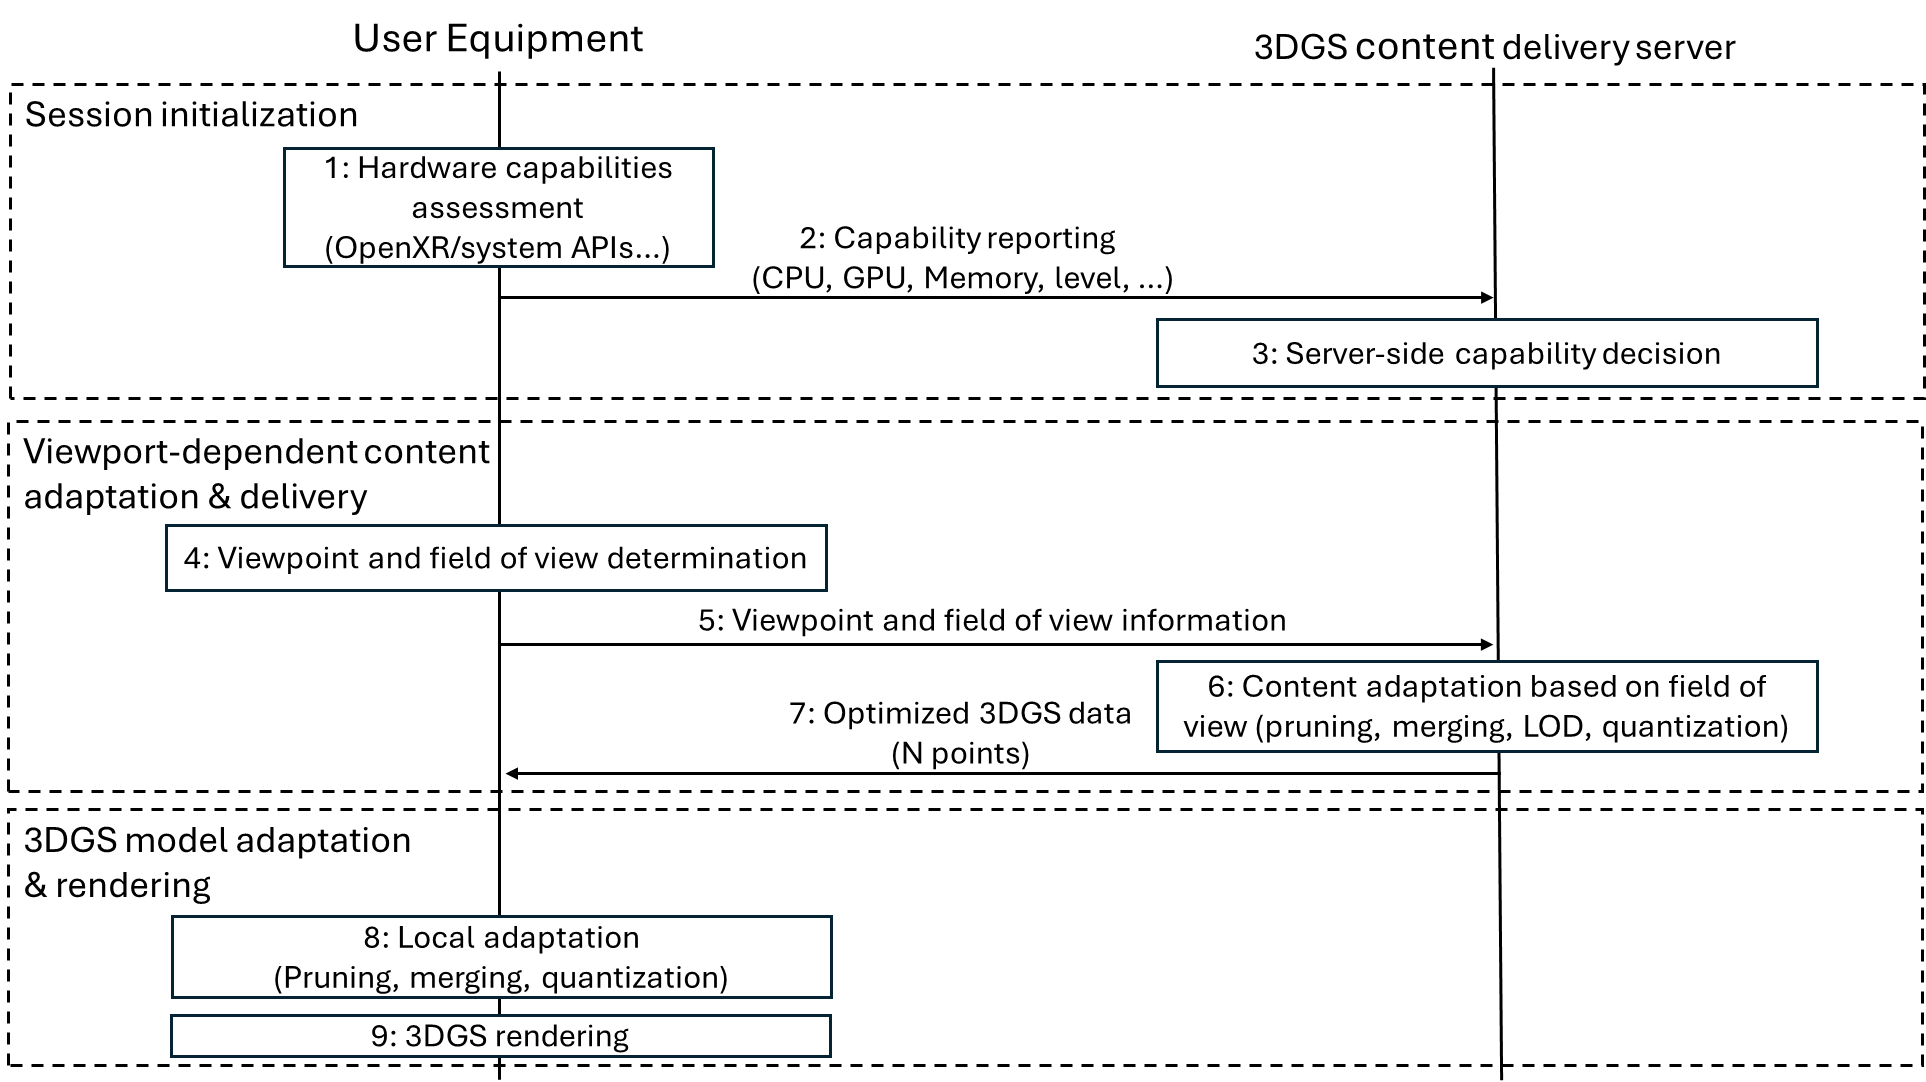 User Equipment
3DGS content delivery server
Session initialization
1: Hardware capabilities
assessment
(OpenXR/system APIs...)
2: Capability reporting
(CPU, GPU, Memory, level, ...)
3: Server-side capability decision
Viewport-dependent content
adaptation & delivery
4: Viewpoint and field of view determination
5: Viewpoint and field of view information
6: Content adaptation based on field of
view (pruning, merging, LOD, quantization)
7: Optimized 3DGS data
(N points)
3DGS model adaptation
& rendering
8: Local adaptation
(Pruning, merging, quantization)
9: 3DGS rendering